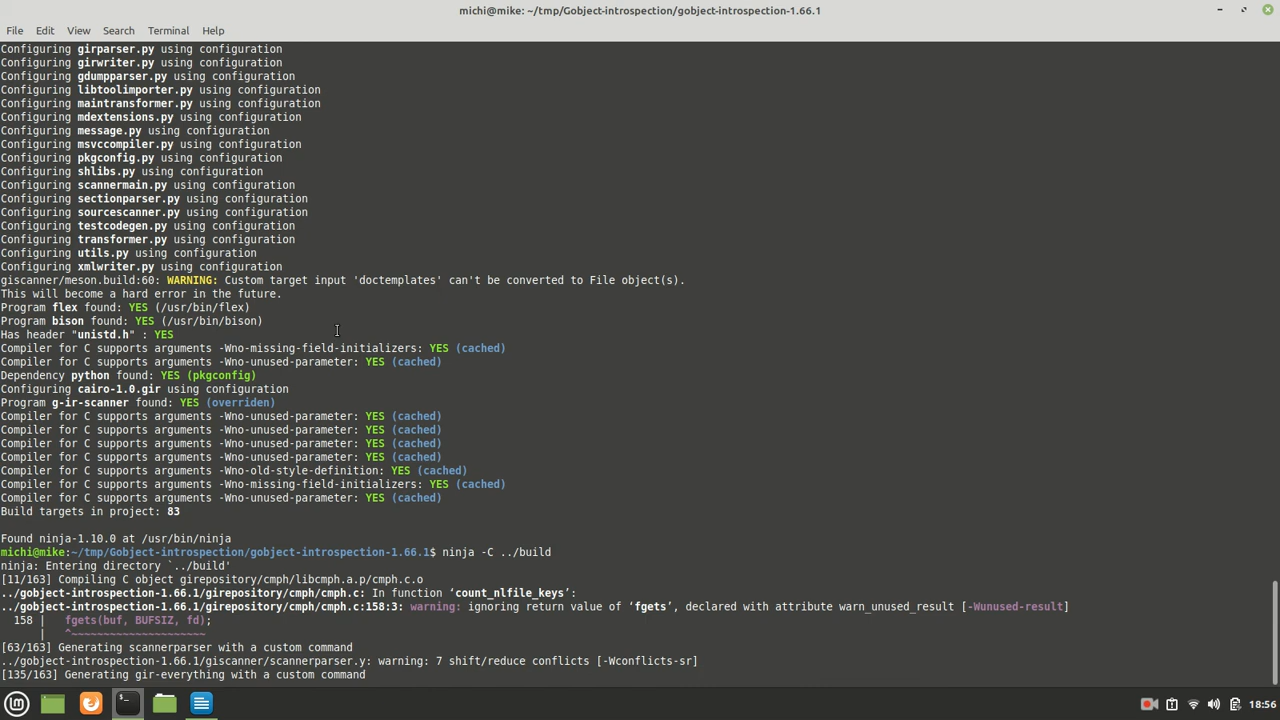 michi@mike: ~/tmp/Gobject-introspection/gobject-introspection-1.66.1
File Edit View Search Terminal Help
Configuring girparser.py using configuration
Configuring girwriter.py using configuration
Configuring gdumpparser.py using configuration
Configuring libtoolimporter.py using configuration
Configuring maintransformer.py using configuration
Configuring mdextensions.py using configuration
Configuring message.py using configuration
Configuring msvccompiler.py using configuration
Configuring pkgconfig.py using configuration
Configuring shlibs.py using configuration
Configuring scannermain.py using configuration
Configuring sectionparser.py using configuration
Configuring sourcescanner.py using configuration
Configuring testcodegen.py using configuration
Configuring transformer.py using configuration
Configuring utils.py using configuration
Configuring xmlwriter.py using configuration
giscanner/meson.build:60: WARNING: Custom target input 'doctemplates' can't be converted to File object(s).
This will become a hard error in the future.
Program flex found: YES (/usr/bin/flex)
Program bison found: YES (/usr/bin/bison)
Has header "unistd.h" : YES
Compiler for C supports arguments -Wno-missing-field-initializers: YES (cached)
Compiler for C supports arguments -Wno-unused-parameter: YES (cached)
Dependency python found: YES (pkgconfig)
Configuring cairo-1.0.gir using configuration
Program g-ir-scanner found: YES (overriden)
Compiler for C supports arguments -Wno-unused-parameter: YES (cached)
Compiler for C supports arguments -Wno-unused-parameter: YES (cached)
Compiler for C supports arguments -Wno-unused-parameter: YES (cached)
Compiler for C supports arguments -Wno-unused-parameter: YES (cached)
Compiler for C supports arguments -Wno-old-style-definition: YES (cached)
Compiler for C supports arguments -Wno-missing-field-initializers: YES (cached)
Compiler for C supports arguments -Wno-unused-parameter: YES (cached)
Build targets in project: 83
Found ninja-1.10.0 at /usr/bin/ninja
michi@mike:~/tmp/Gobject-introspection/gobject-introspection-1.66.1$ ninja -C ../build
ninja: Entering directory `../build'
[11/163] Compiling C object girepository/cmph/libcmph.a.p/cmph.c.o
../gobject-introspection-1.66.1/girepository/cmph/cmph.c: In function ‘count_nlfile_keys’:
../gobject-introspection-1.66.1/girepository/cmph/cmph.c:158:3: warning: ignoring return value of ‘fgets’, declared with attribute warn_unused_result [-Wunused-result]
158 | fgets(buf, BUFSIZ, fd);
| ^~~~~~~~~~~~~~~~~~~~~~
[63/163] Generating scannerparser with a custom command
../gobject-introspection-1.66.1/giscanner/scannerparser.y: warning: 7 shift/reduce conflicts [-Wconflicts-sr]
[135/163] Generating gir-everything with a custom command
18:56